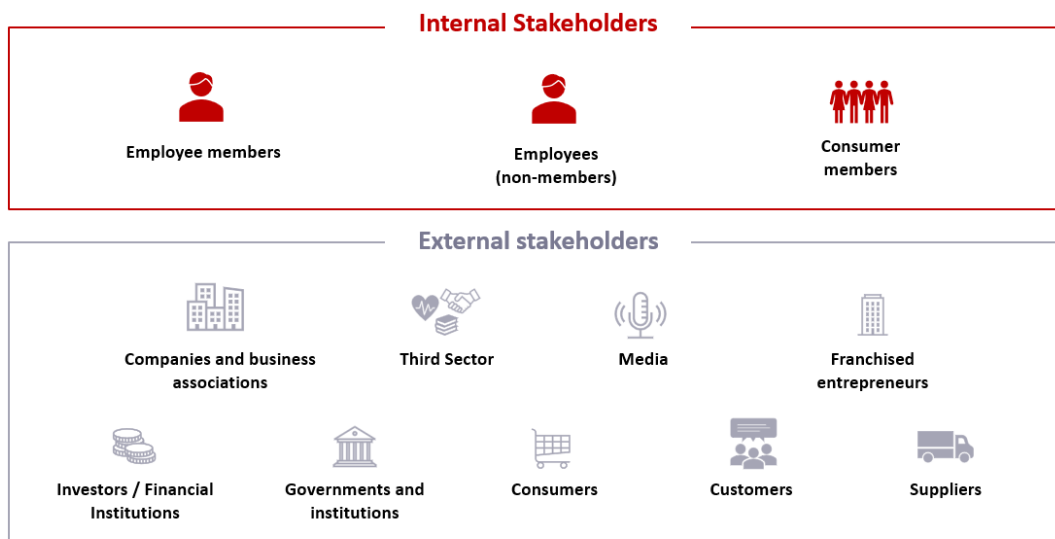 Internal Stakeholders
Employee members
Employees
(non-members)
Consumer
members
External stakeholders
Companies and business
associations
Third Sector
Media
Franchised
entrepreneurs
Investors / Financial
Institutions
Governments and
institutions
Consumers
Customers
Suppliers